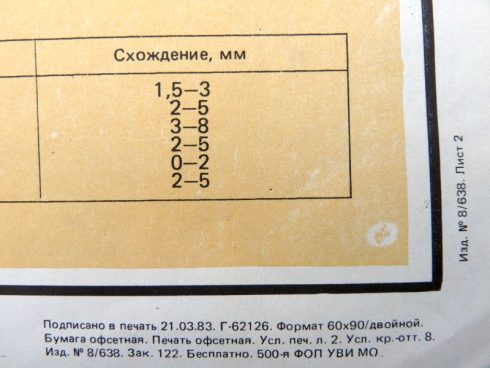 Схождение, мм
1,5—3
2—5
3—8
2—5
0—2
2—5
Изд. № 8/638. Лист 2
Подписано в печать 21.03.83. Г-62126. Формат 60х90/двойной.
Бумага офсетная. Печать офсетная. Усл. печ. л. 2. Усл. кр.-отт. 8.
Изд. № 8/638. Зак. 122. Бесплатно. 500-я ФОП УВИ МО.